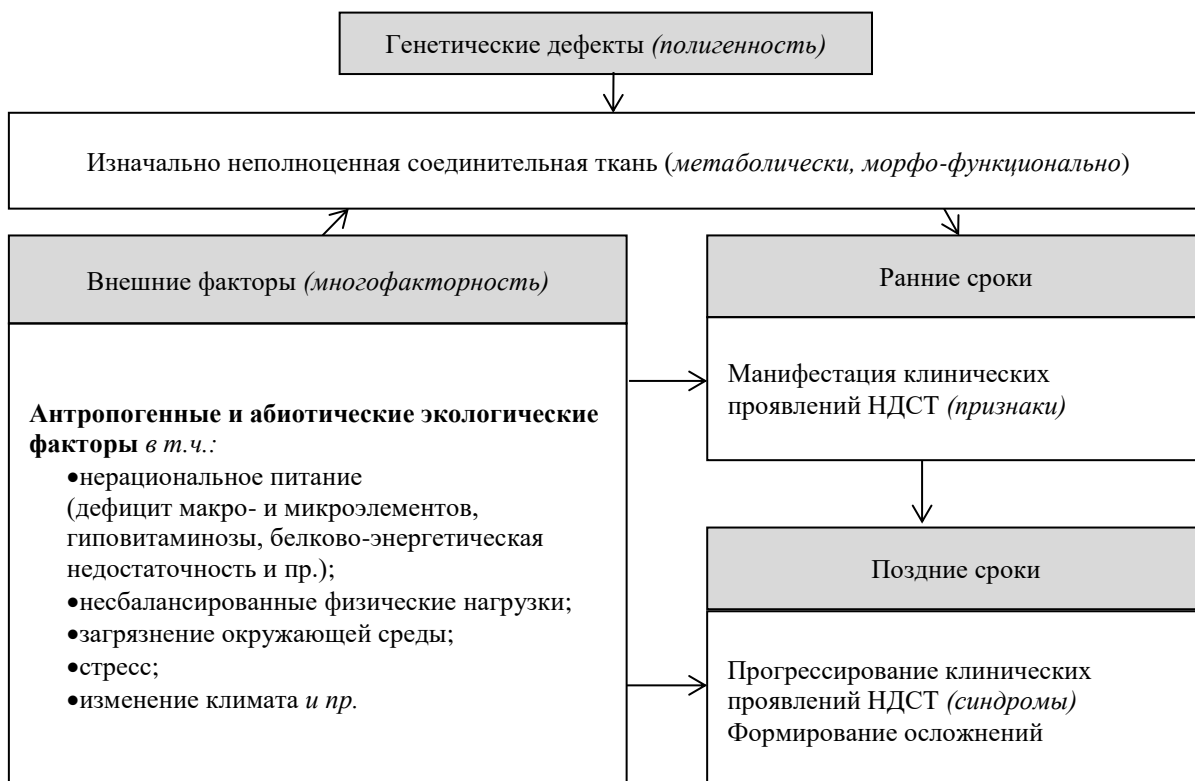 Генетические дефекты (полигенность)
Изначально неполноценная соединительная ткань (метаболически, морфо-функционально)
Внешние факторы (многофакторность)
Антропогенные и абиотические экологические
факторы в т.ч.:
•нерациональное питание
(дефицит макро- и микроэлементов,
гиповитаминозы, белково-энергетическая
недостаточность и пр.);
•несбалансированные физические нагрузки;
•загрязнение окружающей среды;
•стресс;
•изменение климата и пр.
Ранние сроки
Манифестация клинических
проявлений НДСТ (признаки)
Поздние сроки
Прогрессирование клинических
проявлений НДСТ (синдромы)
Формирование осложнений